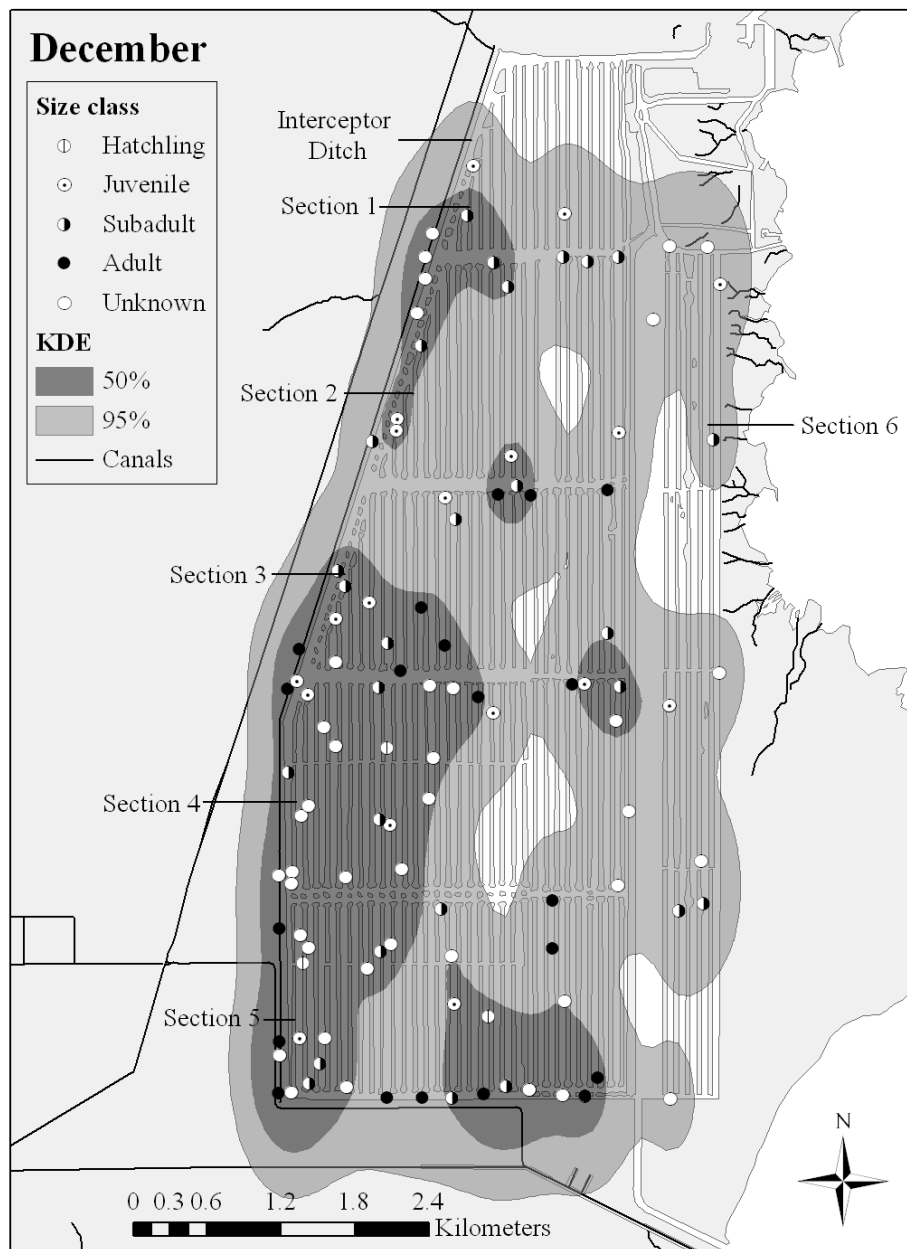 December
Size class
Hatchling
Juvenile
Subadult
Adult
Unknown
KDE
50%
95%
Canals
Interceptor
Ditch
Section 1
Section 2
Section 6
Section 3
Section 4
Section 5
N
0 0.3 0.6 1.2 1.8 2.4
Kilometers